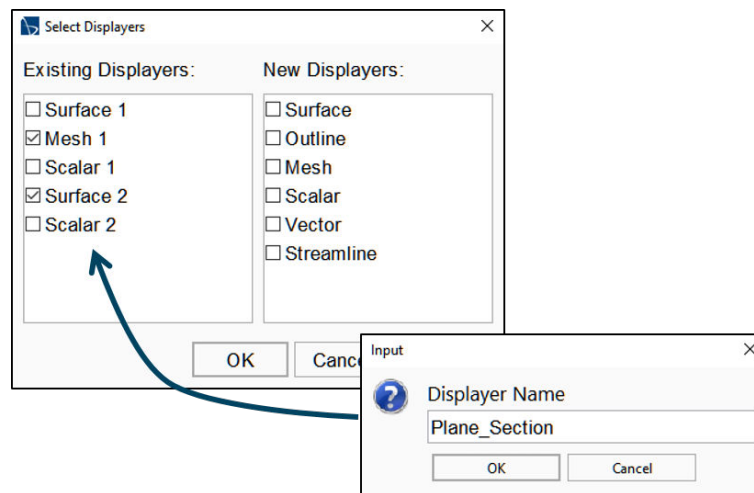 Select Displayers
Existing Displayers:
New Displayers:
Surface 1
Mesh 1
Scalar 1
Surface 2
Scalar 2
Surface
Outline
Mesh
Scalar
Vector
Streamline
OK
Canc
Input
Displayer Name
Plane_Section
OK
Cancel